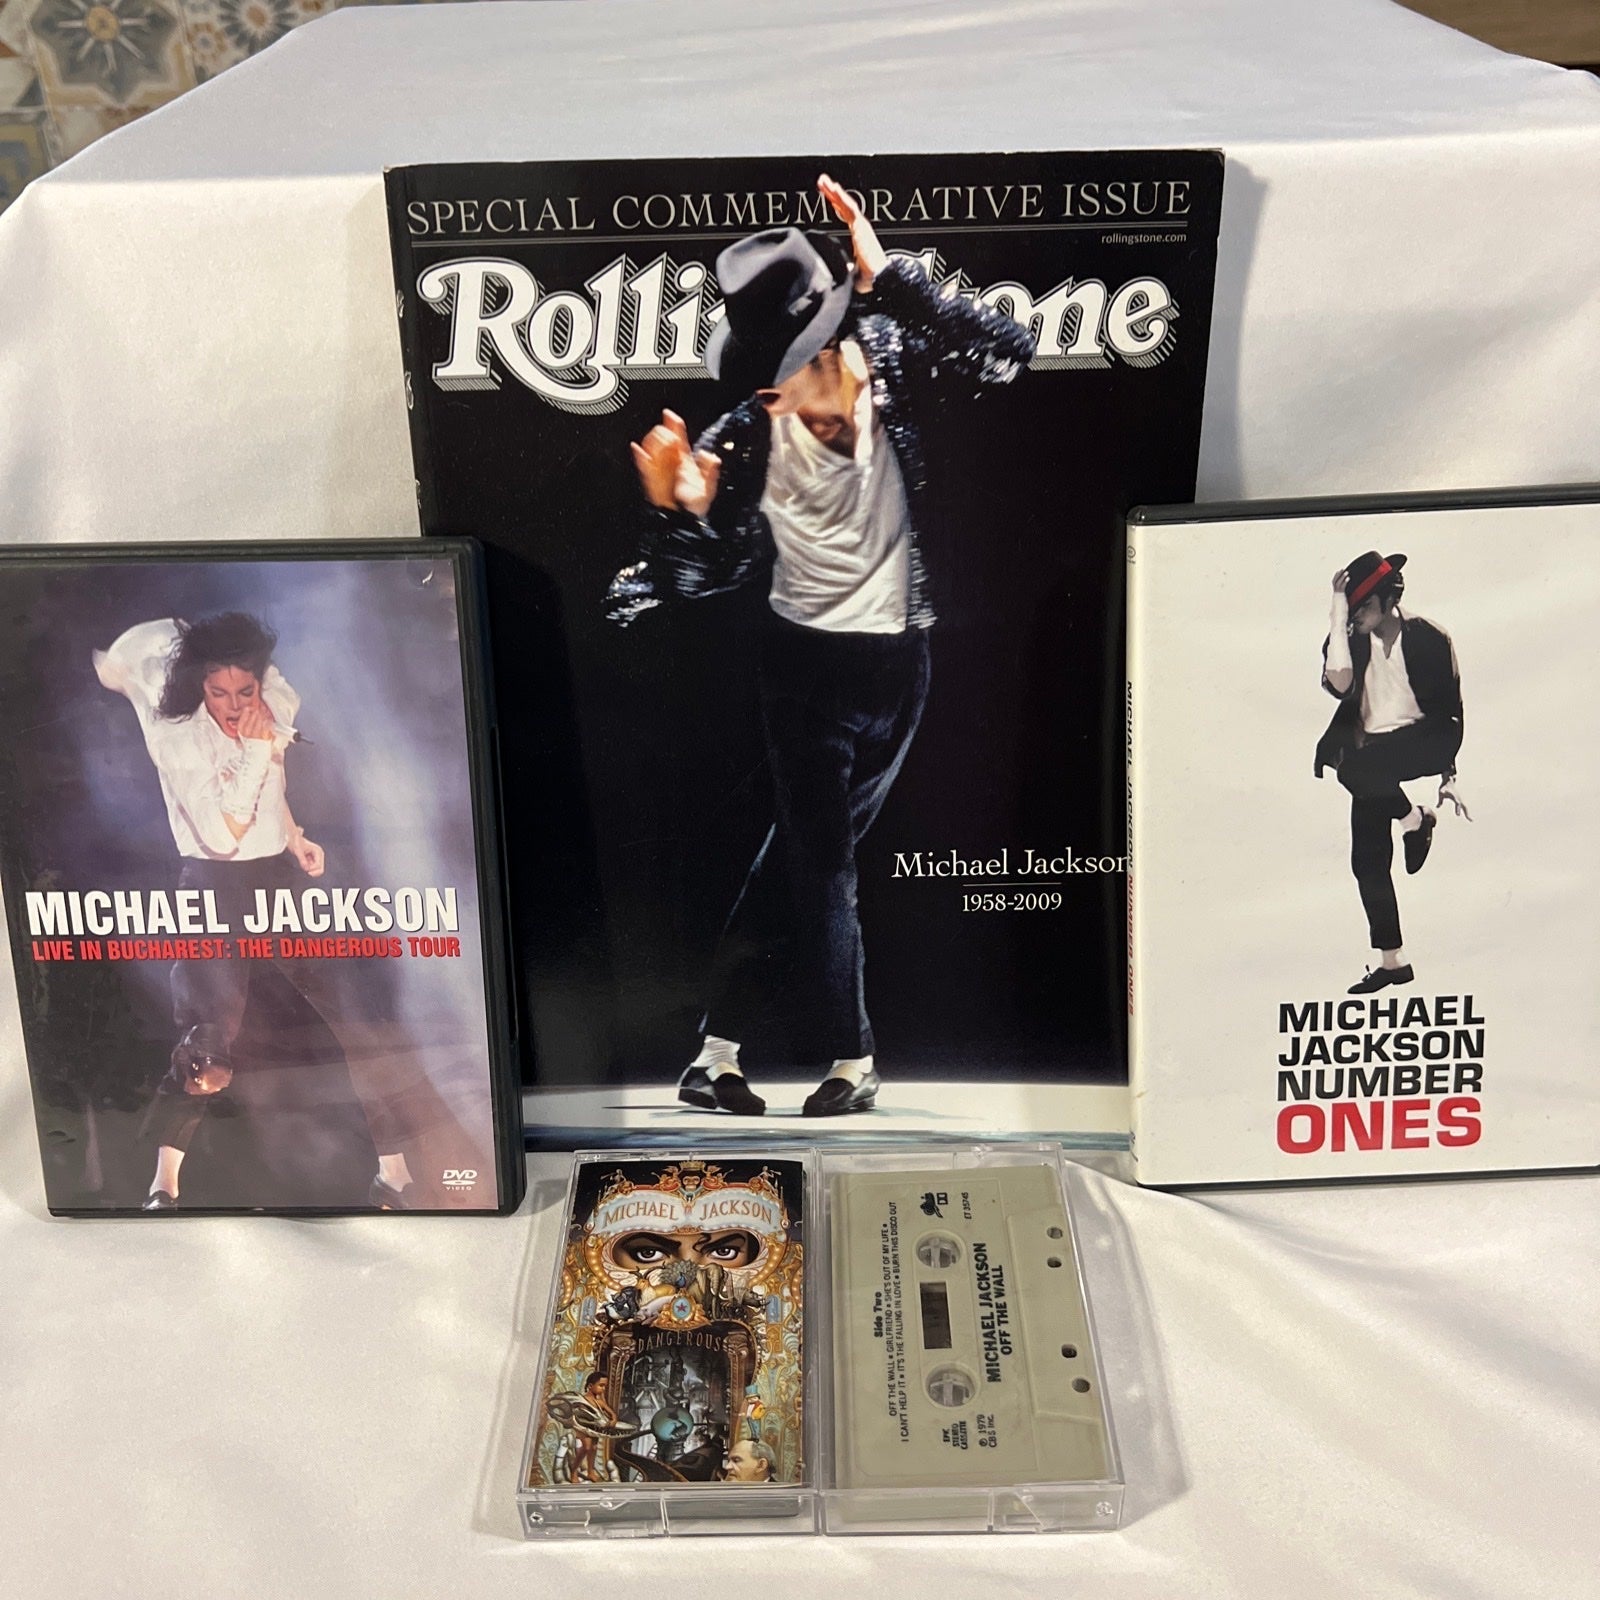 SPECIAL COMMEMORATIVE ISSUE
rollingstone.com
Rolling Stone
Michael Jackson
1958-2009
MICHAEL JACKSON
LIVE IN BUCHAREST: THE DANGEROUS TOUR
DVD
VIDEO
MICHAEL JACKSON NUMBER ONES
MICHAEL
JACKSON
NUMBER
ONES
MICHAEL JACKSON
DANGEROUS
Side Two
OFF THE WALL • GIRLFRIEND • SHE'S OUT OF MY LIFE •
I CAN'T HELP IT • IT'S THE FALLING IN LOVE • BURN THIS DISCO OUT
ET 35745
MICHAEL JACKSON
OFF THE WALL
EPIC
STEREO
CASSETTE
℗ 1979
CBS Inc.